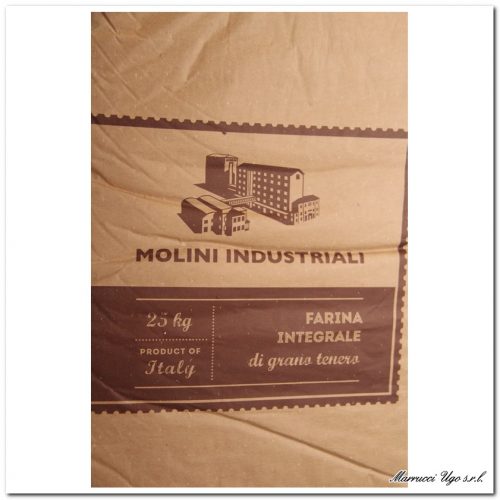 MOLINI INDUSTRIALI
25 kg
PRODUCT OF
Italy
FARINA
INTEGRALE
di grano tenero
Marrucci Ugo s.r.l.